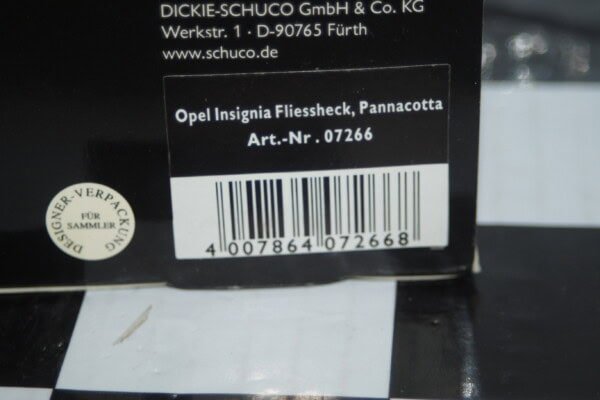 DICKIE-SCHUCO GmbH & Co. KG
Werkstr. 1 · D-90765 Fürth
www.schuco.de
Opel Insignia Fliessheck, Pannacotta
Art.-Nr . 07266
4 007864 072668
DESIGNER-VERPACKUNG
FÜR
SAMMLER